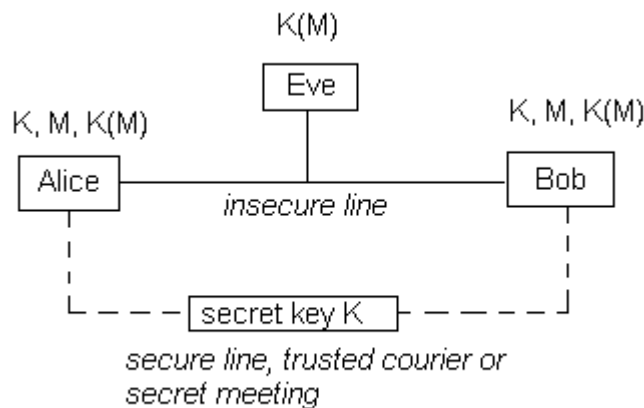 K(M)
Eve
K, M, K(M)
K, M, K(M)
Alice
Bob
insecure line
secret key K
secure line, trusted courier or
secret meeting